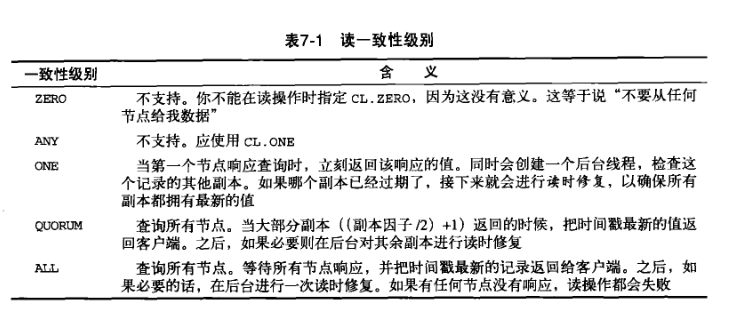 表7-1 读一致性级别
一致性级别 含 义
ZERO 不支持。你不能在读操作时指定 CL.ZERO，因为这没有意义。这等于说“不要从任何
节点给我数据”
ANY 不支持。应使用 CL.ONE
ONE 当第一个节点响应查询时，立刻返回该响应的值。同时会创建一个后台线程，检查这
个记录的其他副本。如果哪个副本已经过期了，接下来就会进行读时修复，以确保所有
副本都拥有最新的值
QUORUM 查询所有节点。当大部分副本（(副本因子 /2）+1）返回的时候，把时间戳最新的值返
回客户端。之后，如果必要则在后台对其余副本进行读时修复
ALL 查询所有节点。等待所有节点响应，并把时间戳最新的记录返回给客户端。之后，如
果必要的话，在后台进行一次读时修复。如果有任何节点没有响应，读操作都会失败